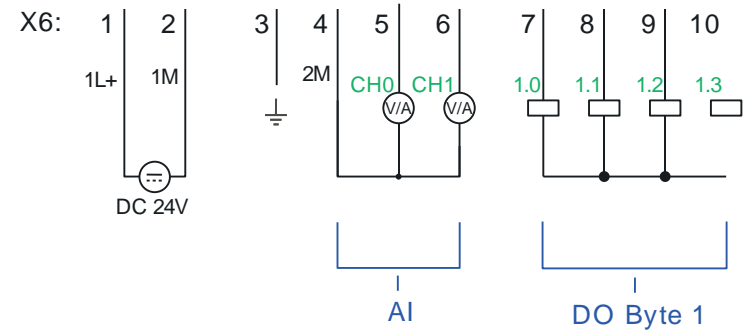 X6: 1 2 3 4 5 6 7 8 9 10
1L+ 1M 2M CH0 CH1 1.0 1.1 1.2 1.3
V/A V/A
DC 24V
AI DO Byte 1